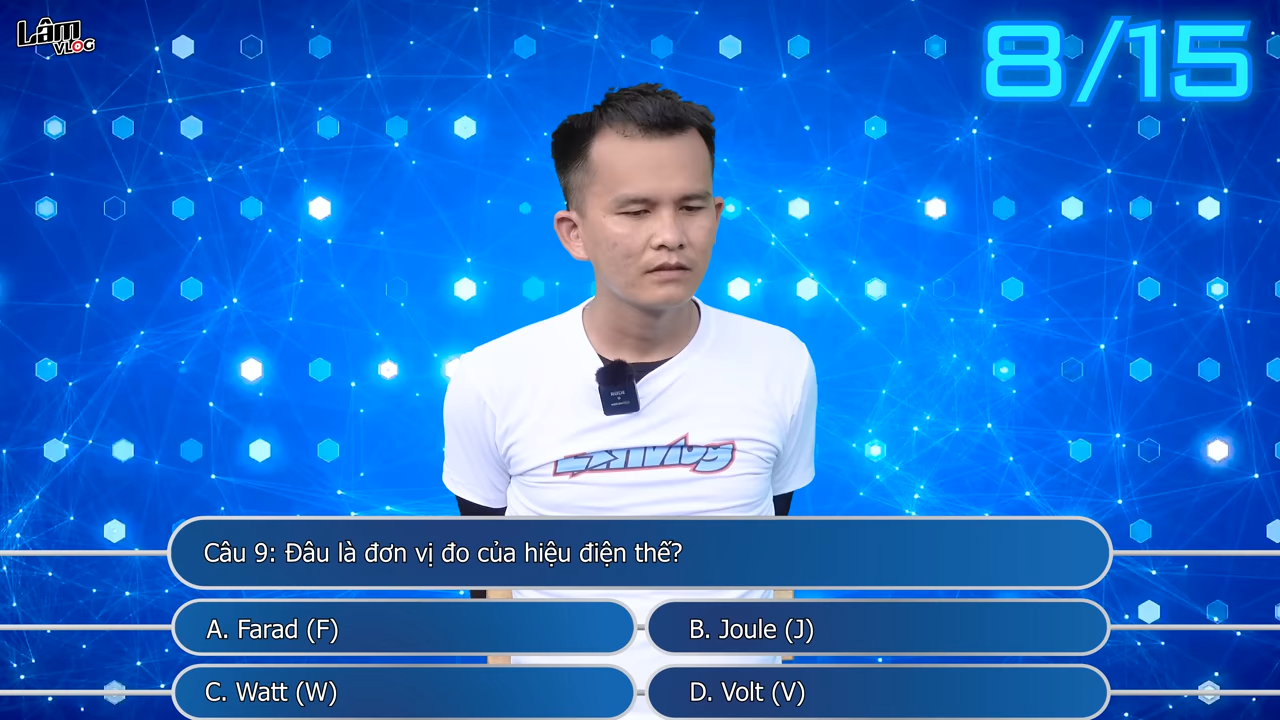 Lâm
VLOG
8/15
Câu 9: Đâu là đơn vị đo của hiệu điện thế?
A. Farad (F)
B. Joule (J)
C. Watt (W)
D. Volt (V)